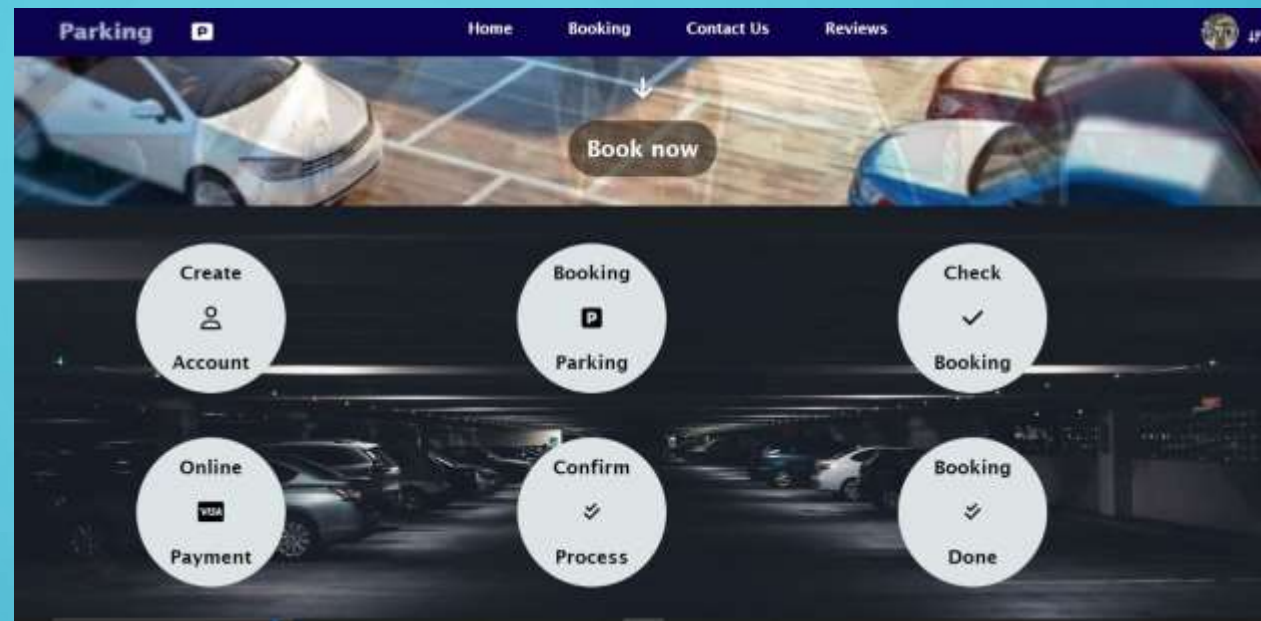 Parking P
Home Booking Contact Us Reviews
Book now
Create
Account
Booking
P
Parking
Check
Booking
Online
VISA
Payment
Confirm
Process
Booking
Done